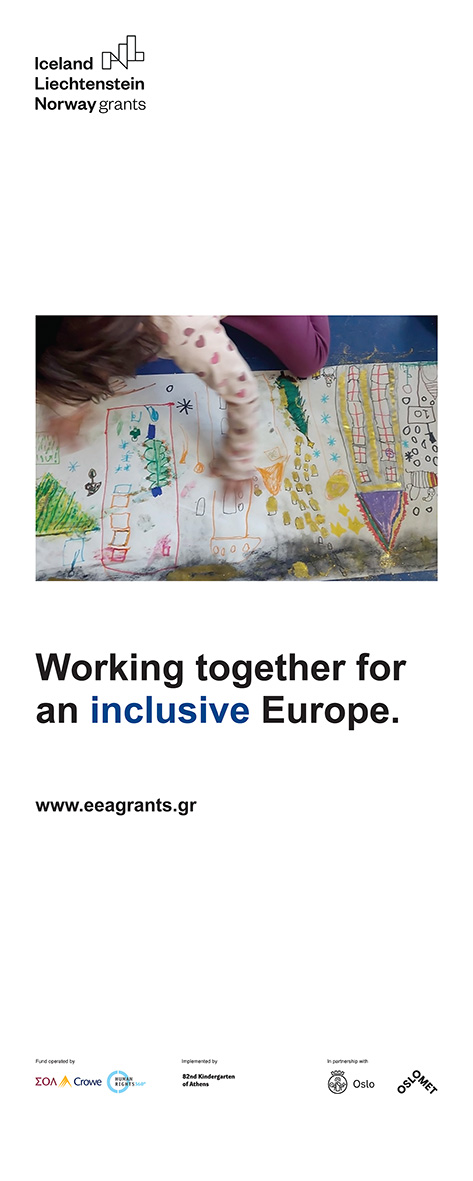 Iceland
Liechtenstein
Norway grants
Working together for
an inclusive Europe.
www.eeagrants.gr
Fund operated by
ΣΟΛ Crowe
HUMAN
RIGHTS
Implemented by
82nd Kindergarten
of Athens
In partnership with
Oslo
OSLOMET